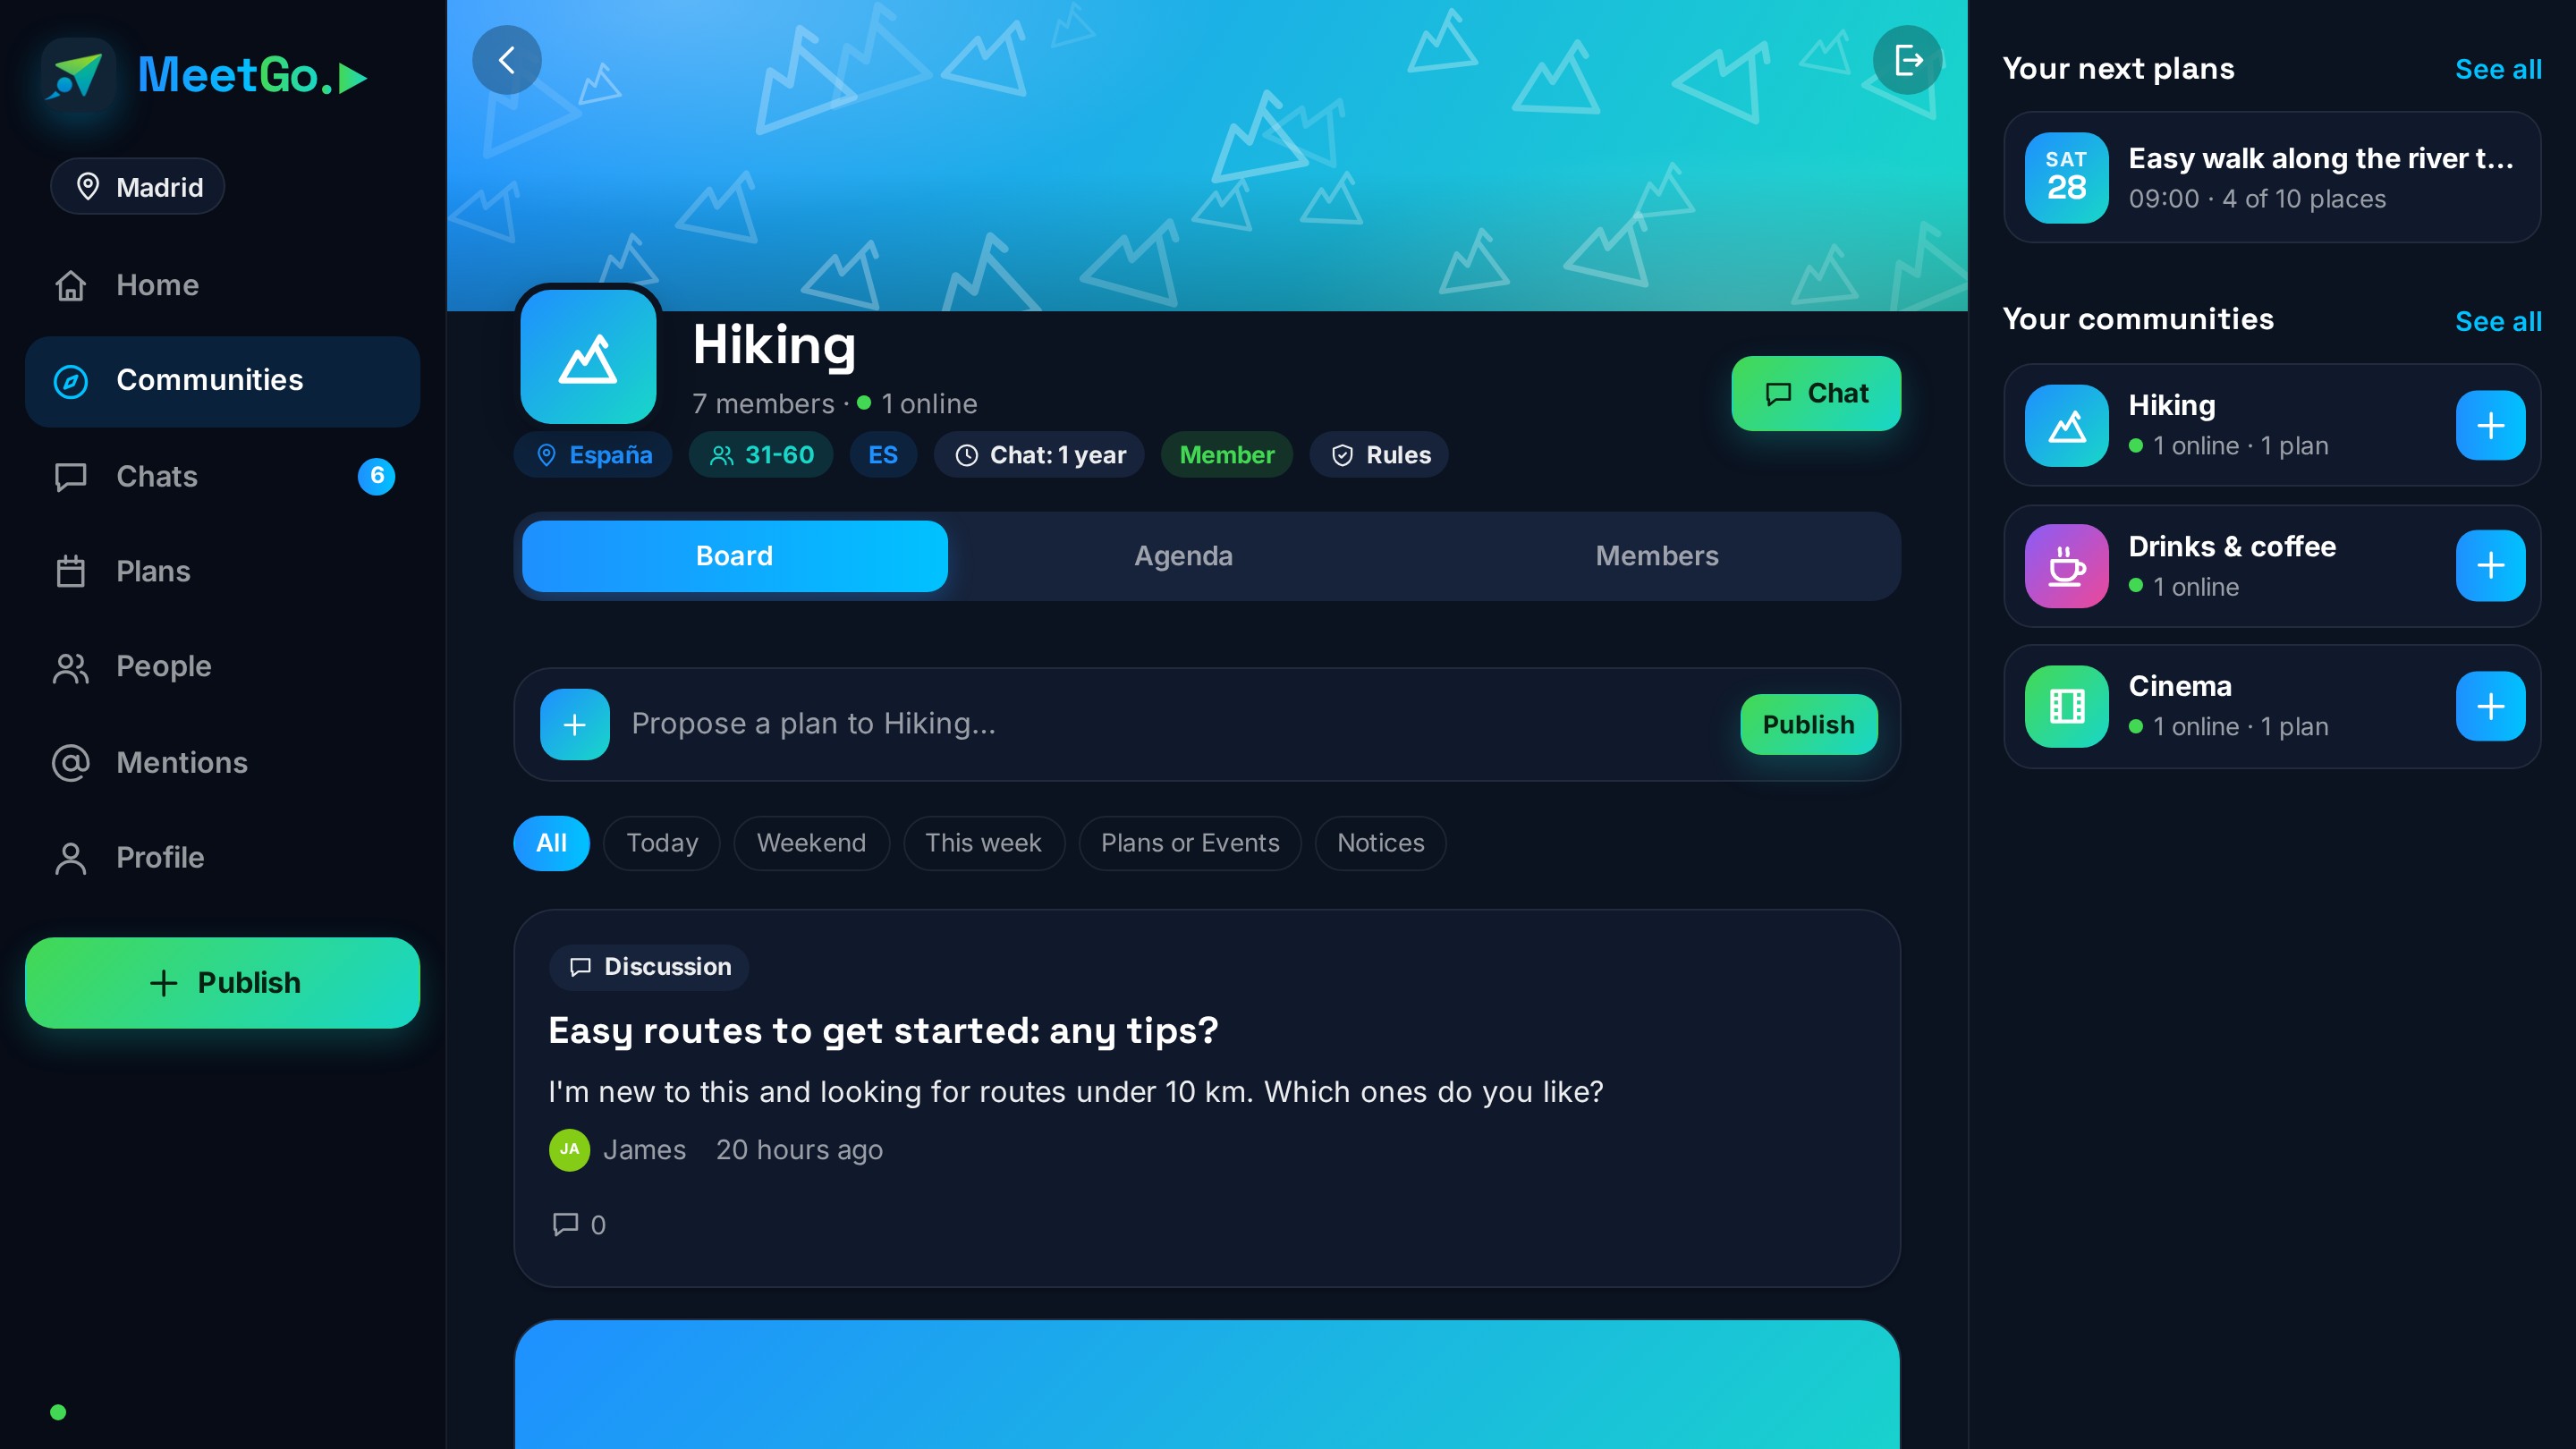 MeetGo.
Madrid
Home
Communities
Chats
6
Plans
People
Mentions
Profile
Publish
Hiking
7 members · 1 online
Chat
España
31-60
ES
Chat: 1 year
Member
Rules
Board
Agenda
Members
Propose a plan to Hiking...
Publish
All
Today
Weekend
This week
Plans or Events
Notices
Discussion
Easy routes to get started: any tips?
I'm new to this and looking for routes under 10 km. Which ones do you like?
JA
James 20 hours ago
0
Your next plans
See all
SAT
28
Easy walk along the river t...
09:00 · 4 of 10 places
Your communities
See all
Hiking
1 online · 1 plan
Drinks & coffee
1 online
Cinema
1 online · 1 plan